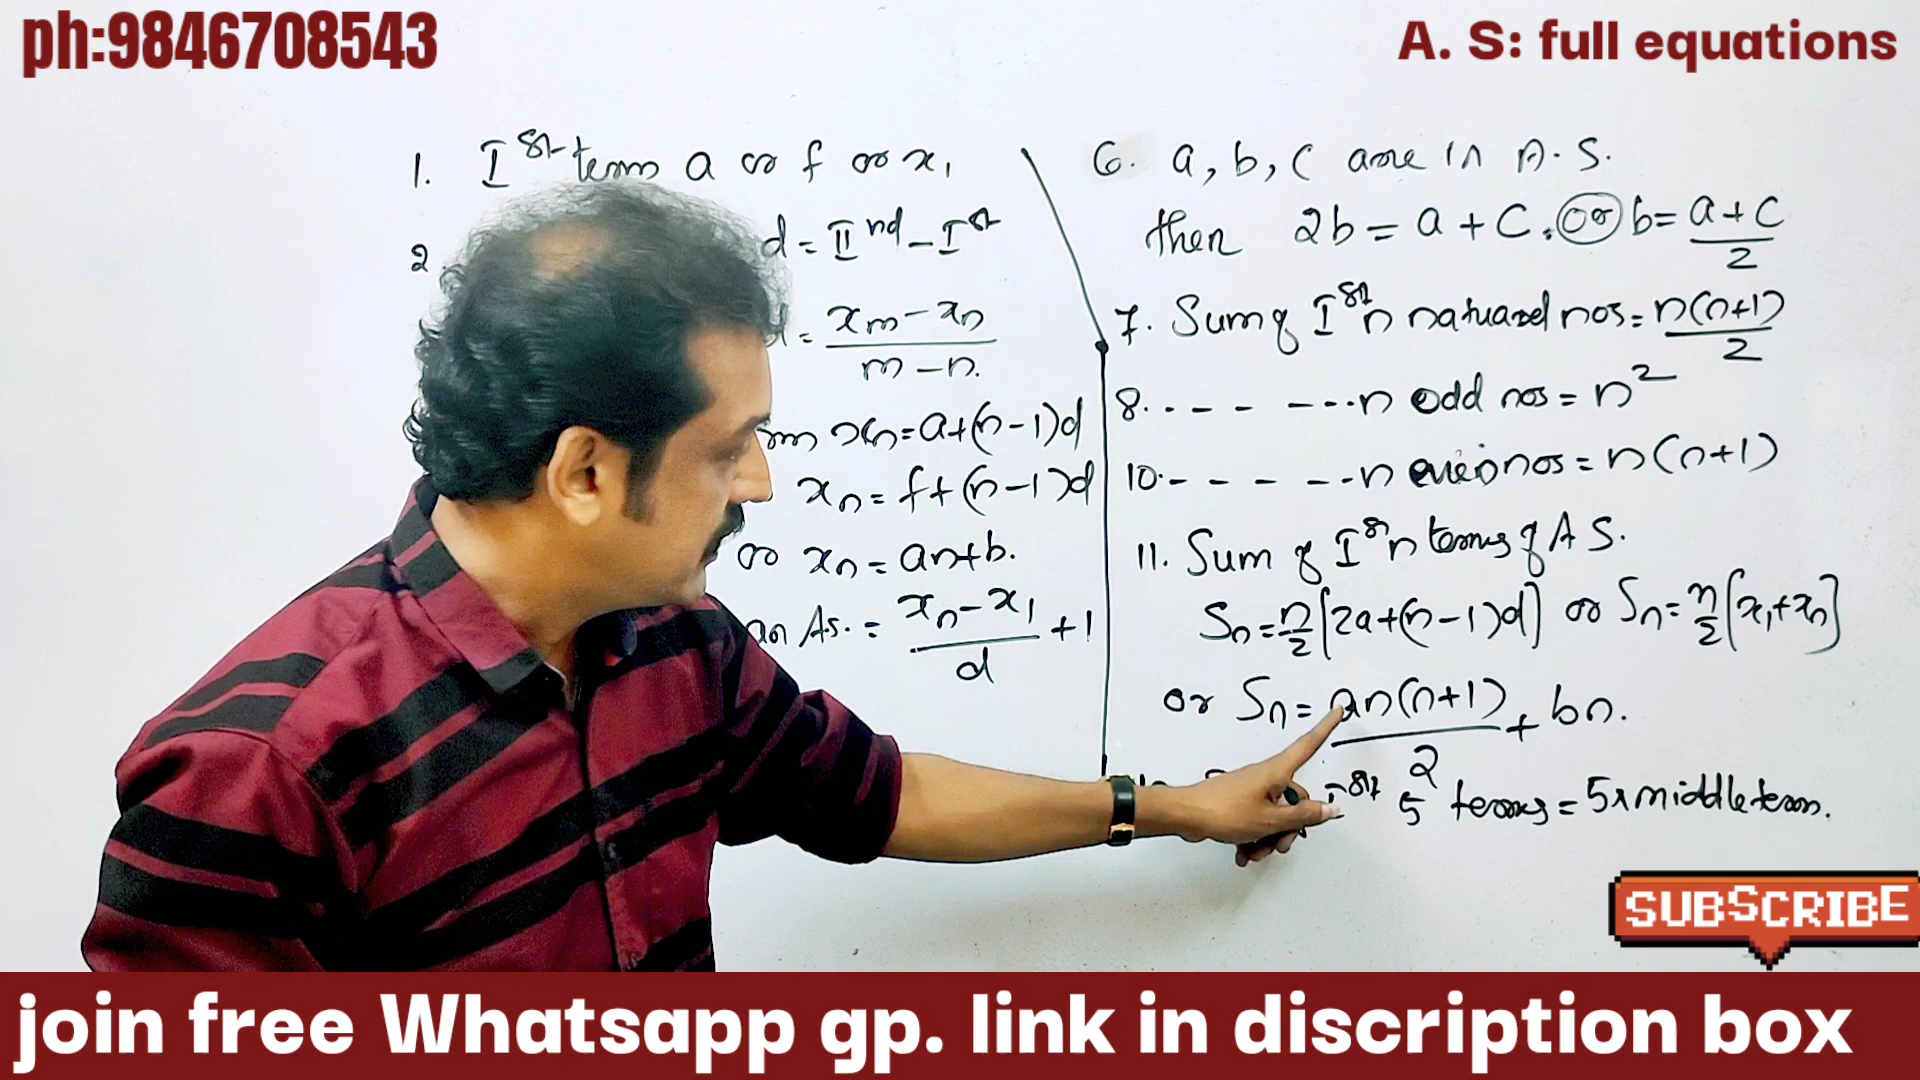 ph:9846708543
A. S: full equations
1. Ist term a or f or x₁
2 d = IInd - Ist
d = (xm - xn)/(m - n).
xn = a+(n-1)d
xn = f+(n-1)d
or xn = an+b.
an A.s. = (xn - x₁)/d + 1
6. a, b, c are in A.S.
then 2b = a + c. or b = (a+c)/2
7. Sum of Ist n natural nos = n(n+1)/2
8. - - - - - - n odd nos = n²
10. - - - - - - n even nos = n(n+1)
11. Sum of Ist n terms of A S.
Sn = n/2 [2a+(n-1)d] or Sn = n/2 [x₁+xn]
or Sn = an(n+1)/2 + bn.
Ist 5 terms = 5x middle term.
SUBSCRIBE
join free Whatsapp gp. link in discription box